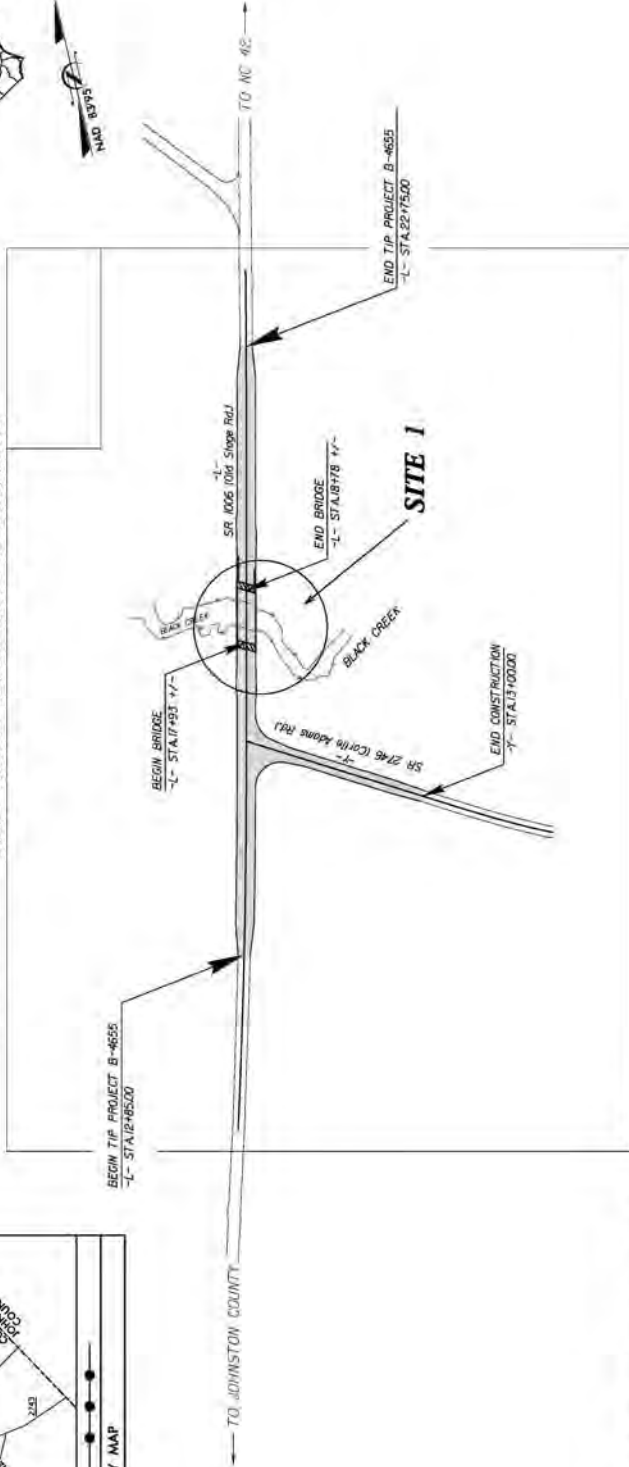 NAD 83/95
TO NC 42
END TIP PROJECT B-4655
-L- STA.22+75.00
-L-
SR 1006 (Old Stage Rd.)
END BRIDGE
-L- STA.18+78 +/-
SITE 1
BLACK CREEK
BLACK CREEK
BEGIN BRIDGE
-L- STA.17+93 +/-
SR 2746 (Corlie Adams Rd.)
-Y-
END CONSTRUCTION
-Y- STA.13+00.00
BEGIN TIP PROJECT B-4655
-L- STA.12+85.00
TO JOHNSTON COUNTY
2743
MAP